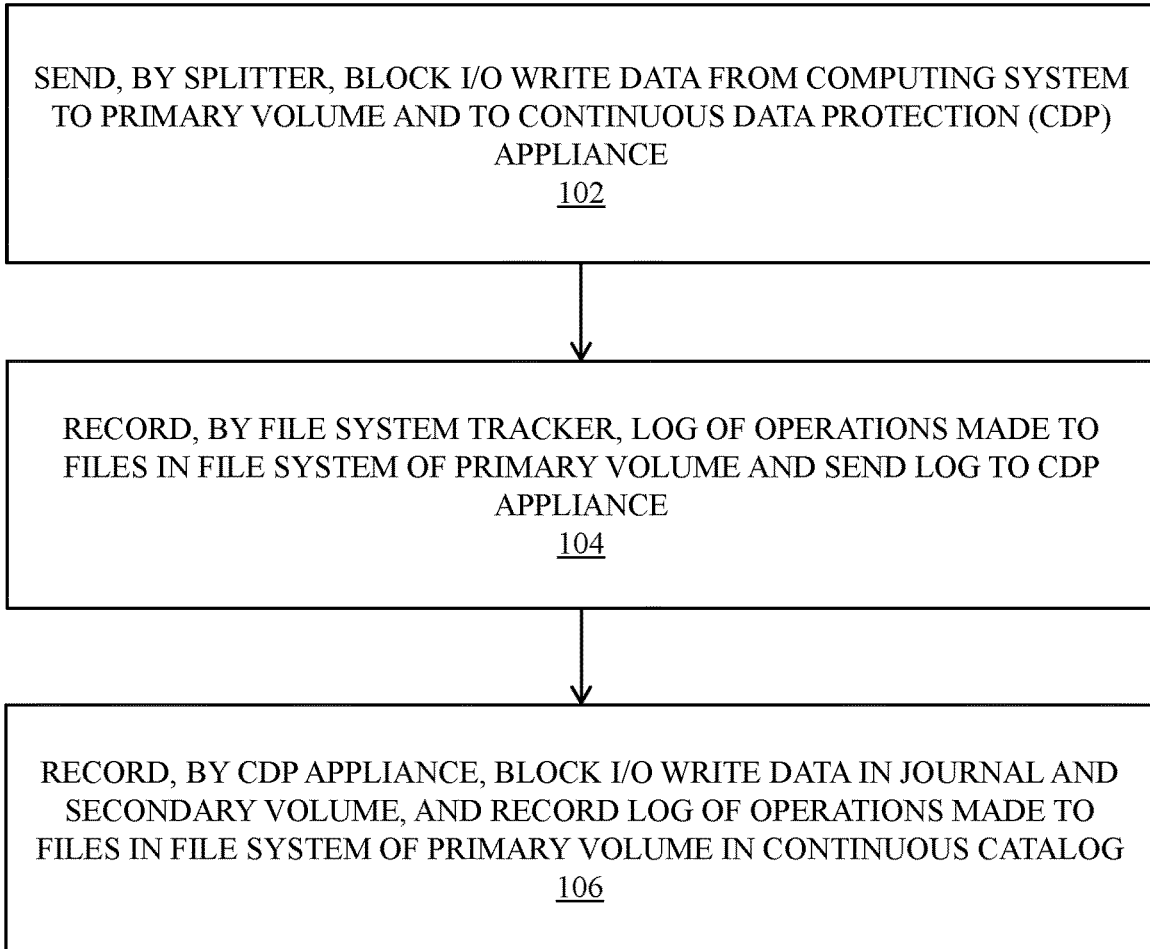 SEND, BY SPLITTER, BLOCK I/O WRITE DATA FROM COMPUTING SYSTEM
TO PRIMARY VOLUME AND TO CONTINUOUS DATA PROTECTION (CDP)
APPLIANCE
102
RECORD, BY FILE SYSTEM TRACKER, LOG OF OPERATIONS MADE TO
FILES IN FILE SYSTEM OF PRIMARY VOLUME AND SEND LOG TO CDP
APPLIANCE
104
RECORD, BY CDP APPLIANCE, BLOCK I/O WRITE DATA IN JOURNAL AND
SECONDARY VOLUME, AND RECORD LOG OF OPERATIONS MADE TO
FILES IN FILE SYSTEM OF PRIMARY VOLUME IN CONTINUOUS CATALOG
106